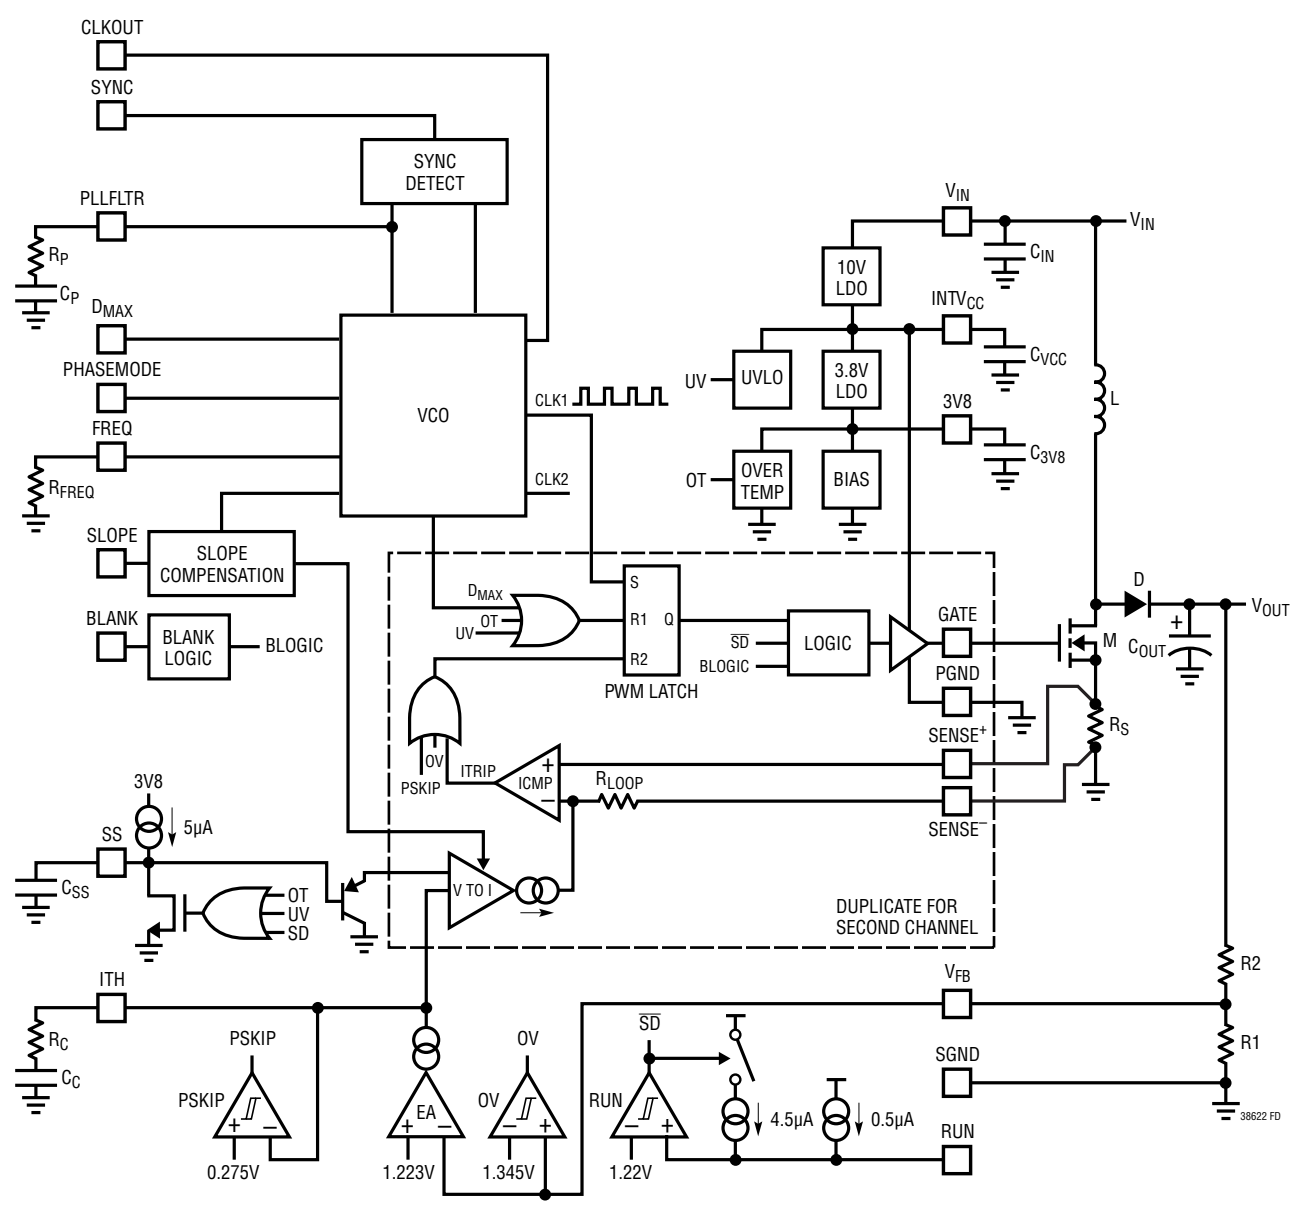 CLKOUT
SYNC
SYNC
DETECT
PLLFLTR
RP
CP
DMAX
PHASEMODE
FREQ
RFREQ
VCO
CLK1
CLK2
VIN
VIN
CIN
10V
LDO
INTVCC
CVCC
UV
UVLO
3.8V
LDO
3V8
C3V8
OT
OVER
TEMP
BIAS
L
SLOPE
SLOPE
COMPENSATION
BLANK
BLANK
LOGIC
BLOGIC
DMAX
OT
UV
S
R1
Q
R2
PWM LATCH
SD
BLOGIC
LOGIC
GATE
PGND
M
D
VOUT
COUT
+
RS
SENSE+
SENSE–
OV
PSKIP
ITRIP
ICMP
+
–
RLOOP
3V8
5µA
SS
CSS
OT
UV
SD
V TO I
DUPLICATE FOR
SECOND CHANNEL
ITH
RC
CC
PSKIP
PSKIP
+
–
0.275V
EA
+
–
1.223V
OV
OV
–
+
1.345V
SD
RUN
–
+
1.22V
4.5µA
0.5µA
VFB
R2
R1
SGND
RUN
38622 FD